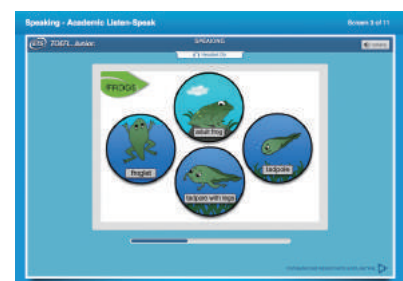 Speaking - Academic Listen-Speak
Screen 3 of 11
TOEFL Junior
SPEAKING
FROGS
adult frog
froglet
tadpole
tadpole with legs